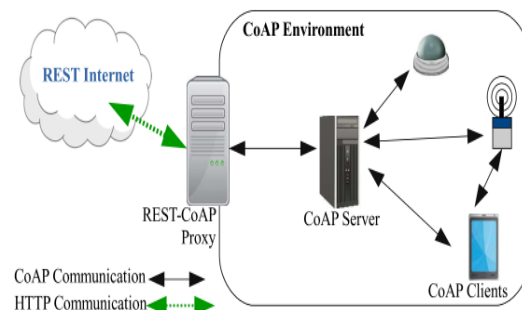 CoAP Environment
REST Internet
REST-CoAP
Proxy
CoAP Server
CoAP Clients
CoAP Communication
HTTP Communication